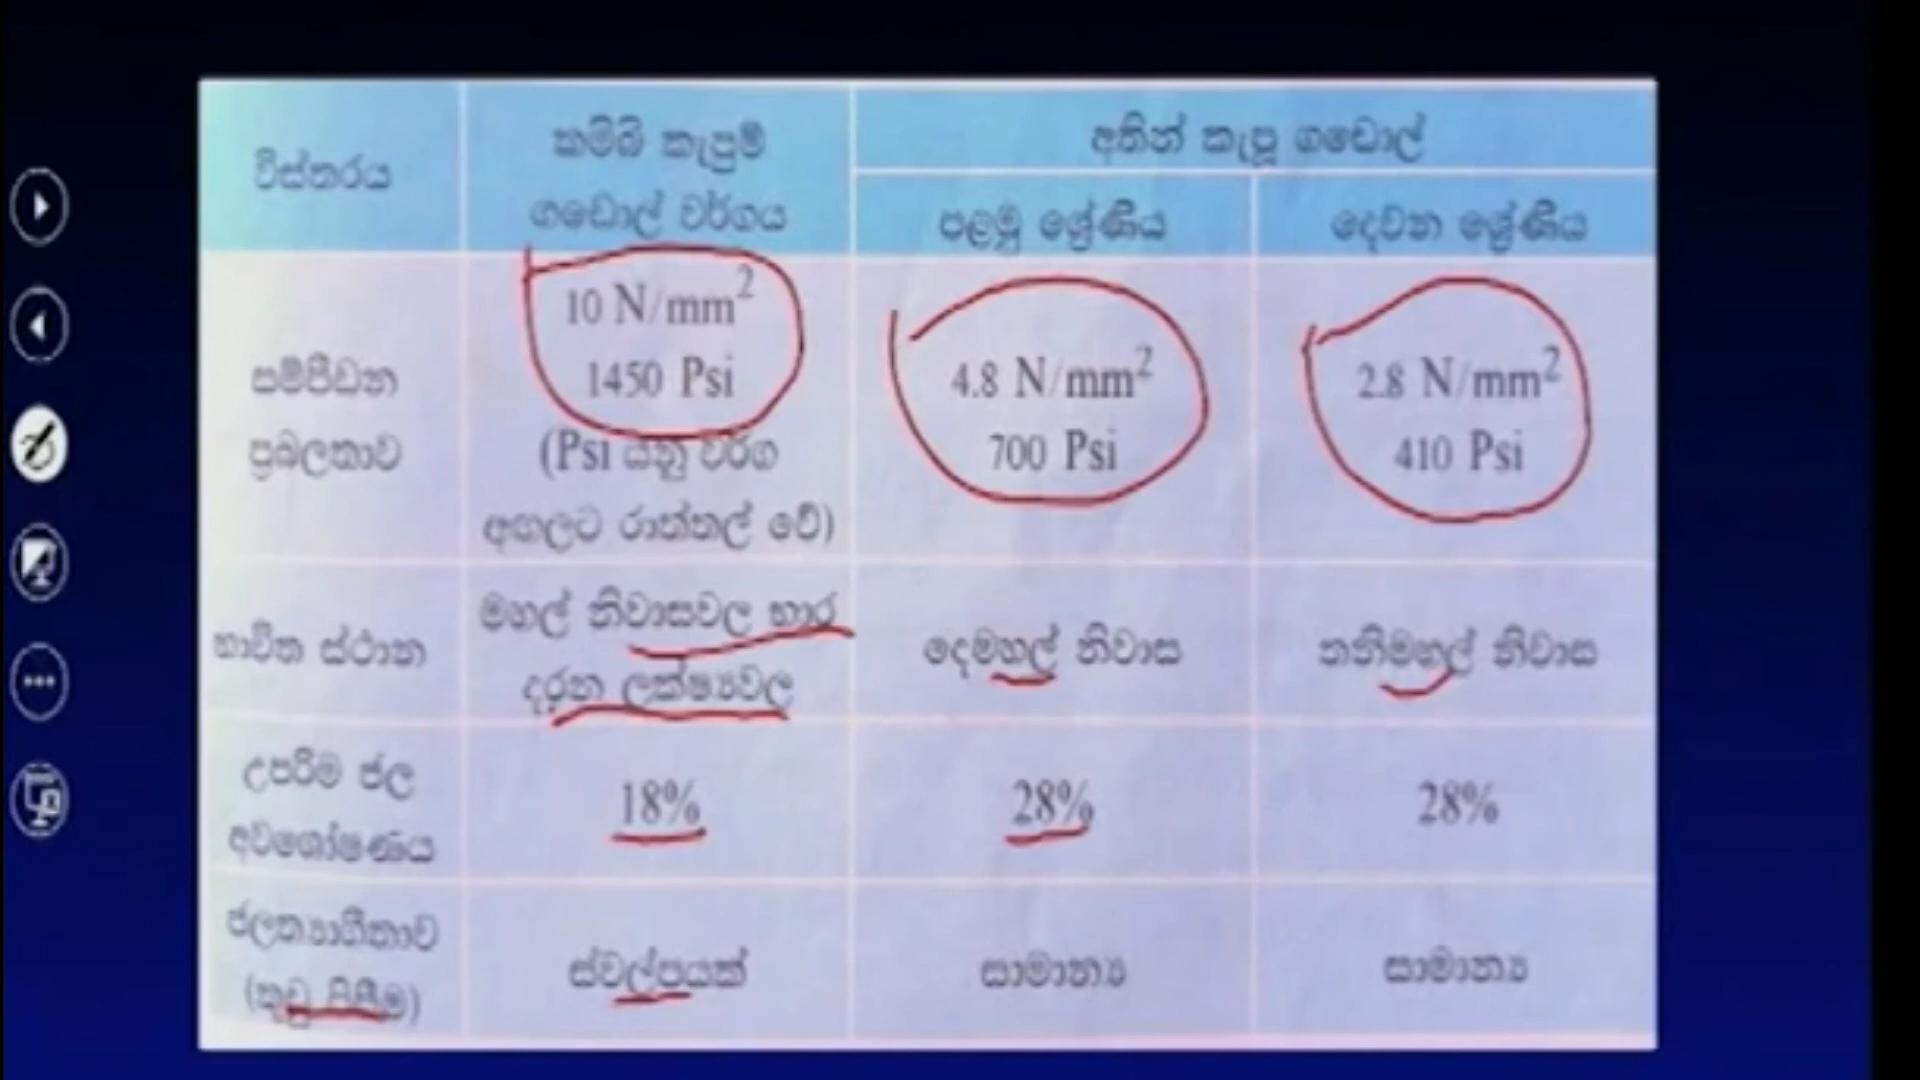 විස්තරය
කම්බි කැපුම්
ගඩොල් වර්ගය
අතින් කැපූ ගඩොල්
පළමු ශ්‍රේණිය
දෙවන ශ්‍රේණිය
සම්පීඩන
ප්‍රබලතාව
10 N/mm²
1450 Psi
(Psi යනු වර්ග
අඟලට රාත්තල් වේ)
4.8 N/mm²
700 Psi
2.8 N/mm²
410 Psi
භාවිත ස්ථාන
මහල් නිවාසවල භාර
දරන ලක්ෂ්‍යවල
දෙමහල් නිවාස
තනිමහල් නිවාස
උපරිම ජල
අවශෝෂණය
18%
28%
28%
ජලත්‍යාගීතාව
(කුඩු පිපීම)
ස්වල්පයක්
සාමාන්‍ය
සාමාන්‍ය